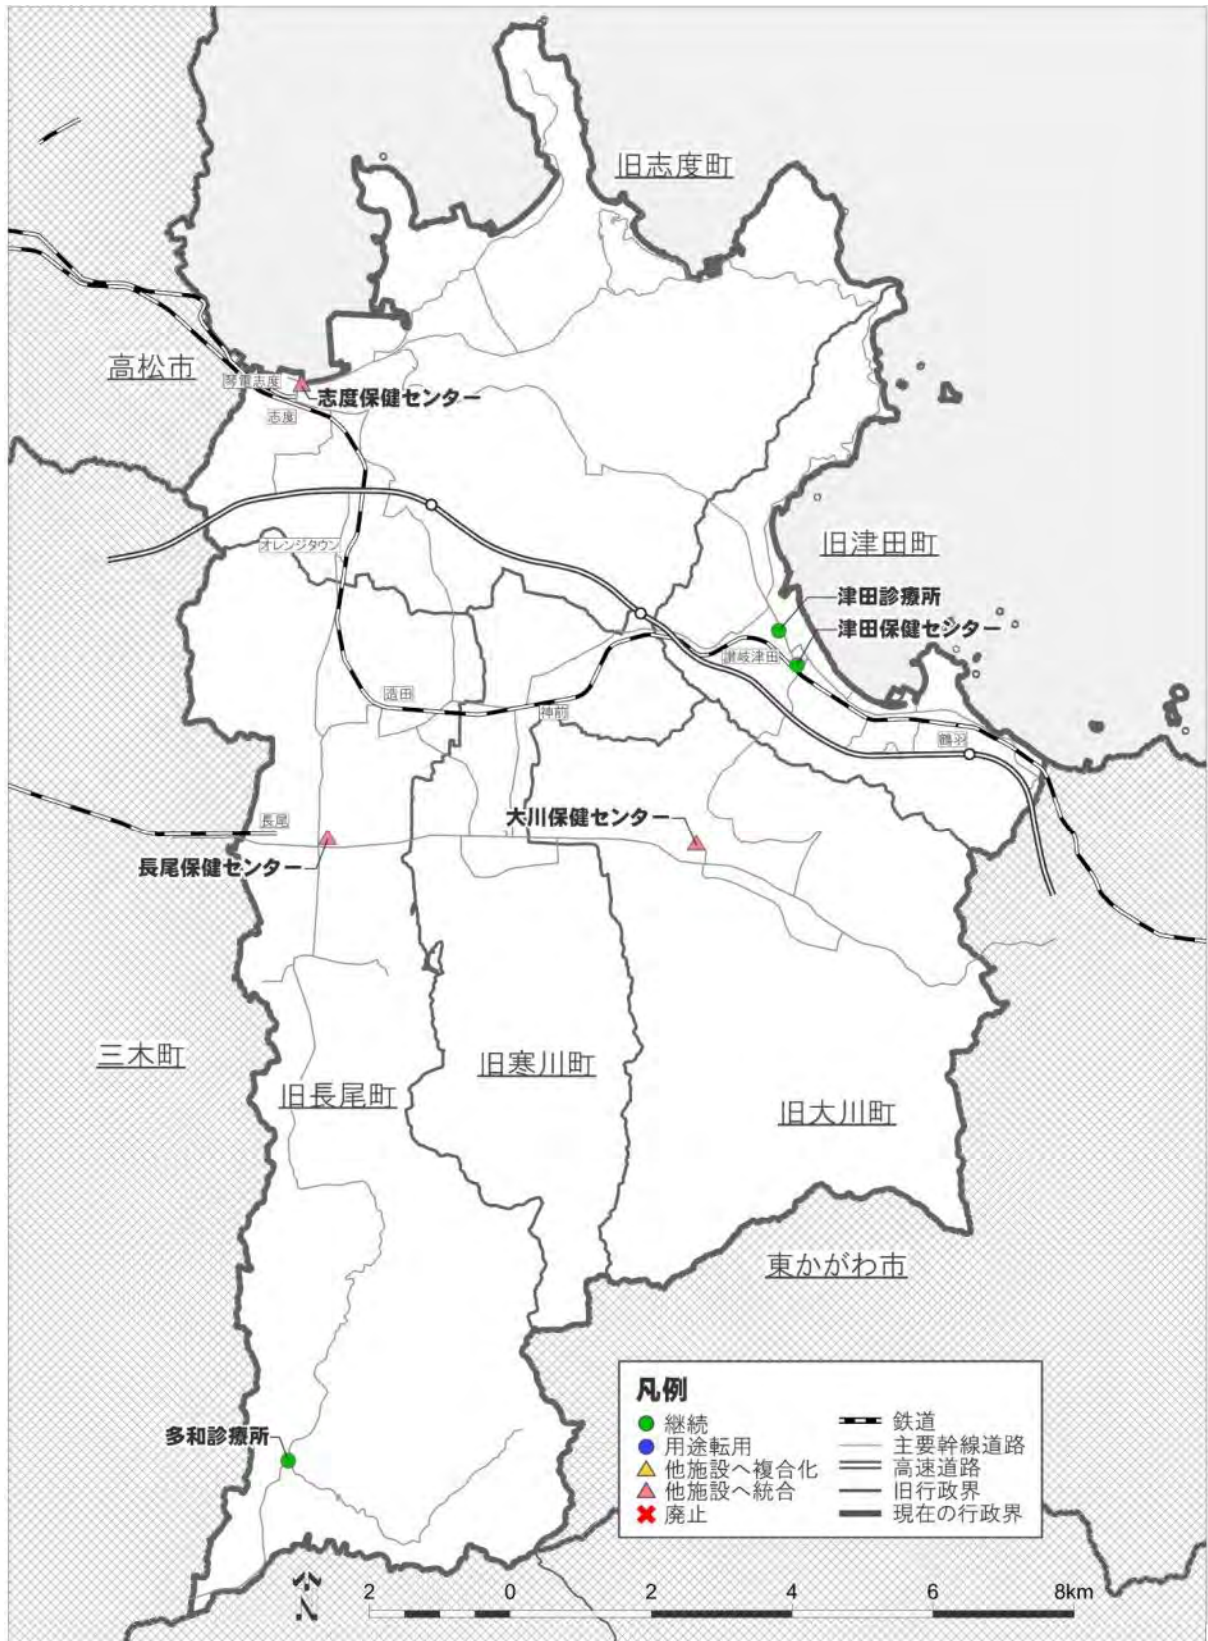 旧志度町
高松市
琴電志度
志度保健センター
志度
旧津田町
オレンジタウン
津田診療所
津田保健センター
讃岐津田
造田
神前
鶴羽
大川保健センター
長尾
長尾保健センター
三木町
旧寒川町
旧長尾町
旧大川町
東かがわ市
多和診療所
凡例
継続
用途転用
他施設へ複合化
他施設へ統合
廃止
鉄道
主要幹線道路
高速道路
旧行政界
現在の行政界
2 0 2 4 6 8km